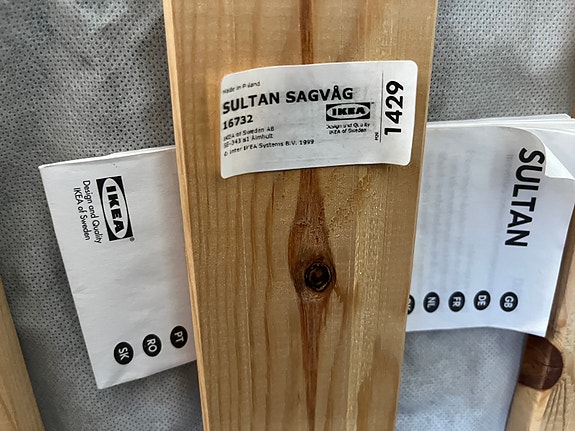 Made in Poland
SULTAN SAGVÅG
16732
IKEA of Sweden AB
SE-343 81 Älmhult
© Inter IKEA Systems B.V. 1999
IKEA
Design and Quality
IKEA of Sweden
1429
IKEA
Design and Quality
IKEA of Sweden
SK
RO
PT
SULTAN
NL
FR
DE
GB